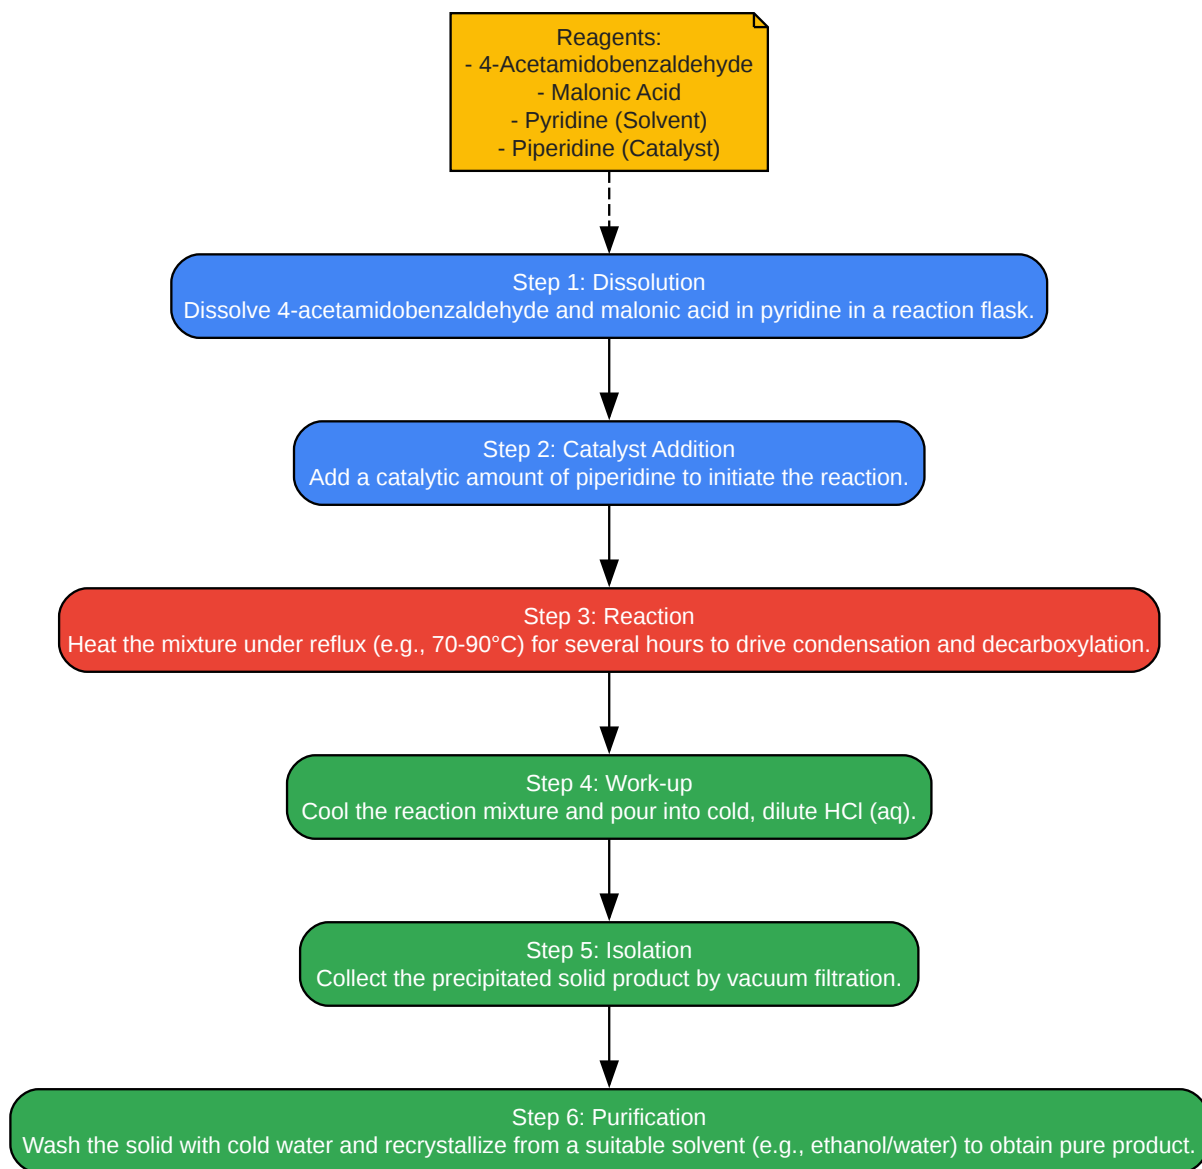 Reagents:
- 4-Acetamidobenzaldehyde
- Malonic Acid
- Pyridine (Solvent)
- Piperidine (Catalyst)
Step 1: Dissolution
Dissolve 4-acetamidobenzaldehyde and malonic acid in pyridine in a reaction flask.
Step 2: Catalyst Addition
Add a catalytic amount of piperidine to initiate the reaction.
Step 3: Reaction
Heat the mixture under reflux (e.g., 70-90°C) for several hours to drive condensation and decarboxylation.
Step 4: Work-up
Cool the reaction mixture and pour into cold, dilute HCl (aq).
Step 5: Isolation
Collect the precipitated solid product by vacuum filtration.
Step 6: Purification
Wash the solid with cold water and recrystallize from a suitable solvent (e.g., ethanol/water) to obtain pure product.